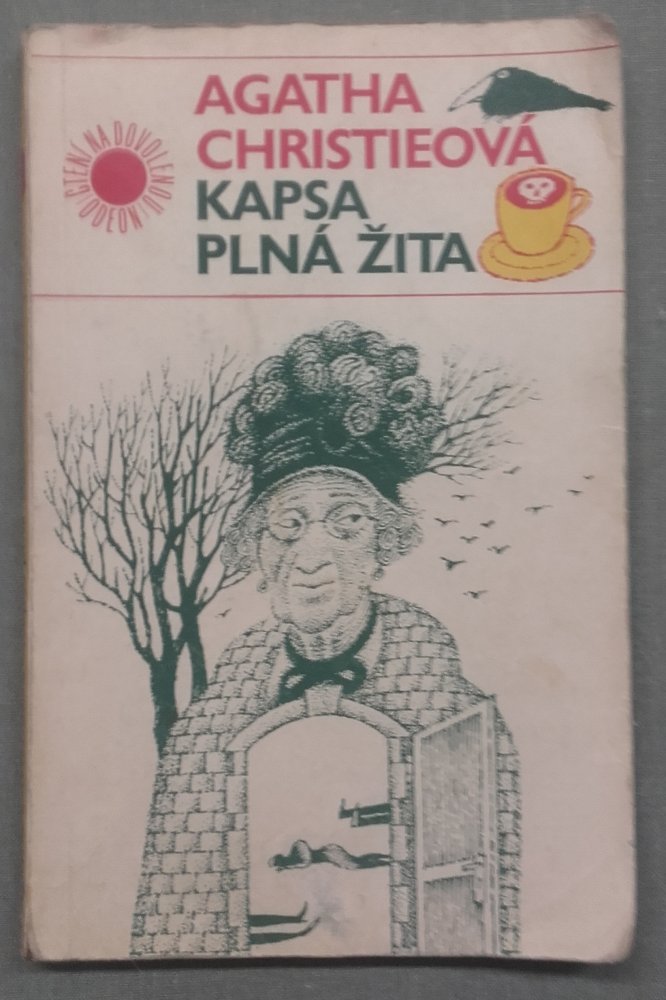 AGATHA
CHRISTIEOVÁ
KAPSA
PLNÁ ŽITA
ČTENÍ NA DOVOLENOU
ODEON